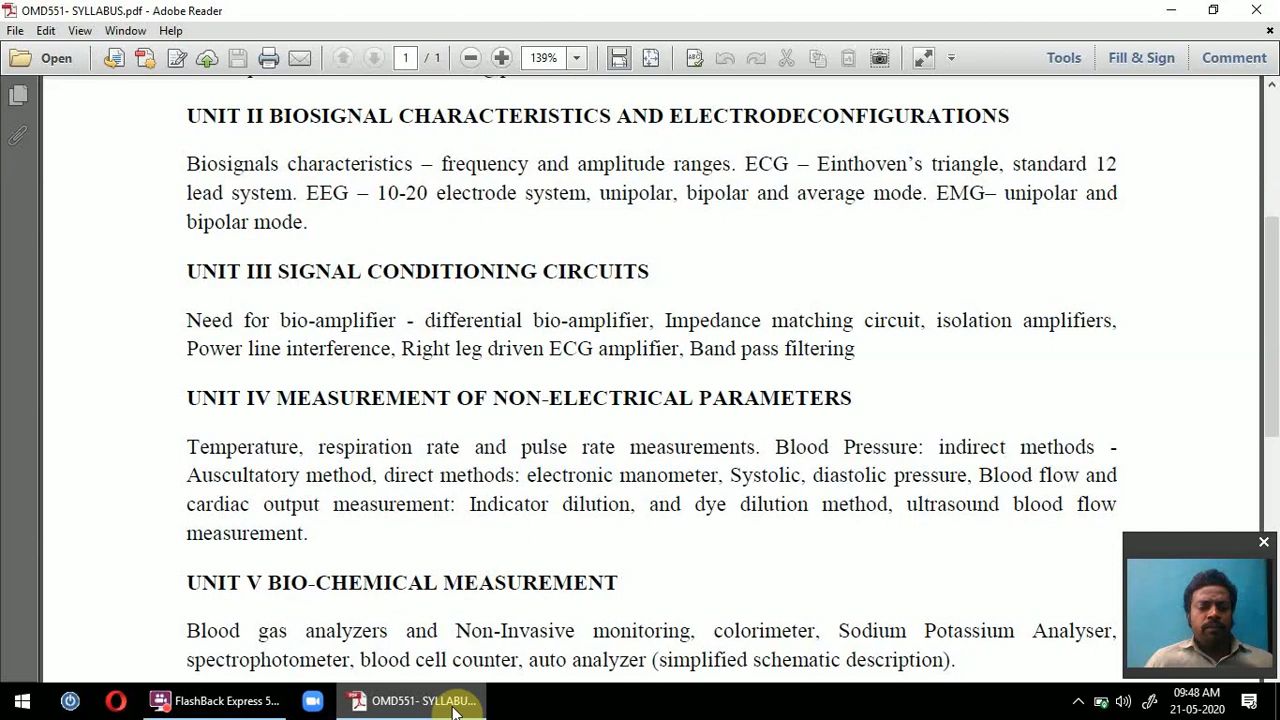 OMD551- SYLLABUS.pdf - Adobe Reader
File Edit View Window Help
Open 1 / 1 139% Tools Fill & Sign Comment
UNIT II BIOSIGNAL CHARACTERISTICS AND ELECTRODECONFIGURATIONS
Biosignals characteristics – frequency and amplitude ranges. ECG – Einthoven’s triangle, standard 12
lead system. EEG – 10-20 electrode system, unipolar, bipolar and average mode. EMG– unipolar and
bipolar mode.
UNIT III SIGNAL CONDITIONING CIRCUITS
Need for bio-amplifier - differential bio-amplifier, Impedance matching circuit, isolation amplifiers,
Power line interference, Right leg driven ECG amplifier, Band pass filtering
UNIT IV MEASUREMENT OF NON-ELECTRICAL PARAMETERS
Temperature, respiration rate and pulse rate measurements. Blood Pressure: indirect methods -
Auscultatory method, direct methods: electronic manometer, Systolic, diastolic pressure, Blood flow and
cardiac output measurement: Indicator dilution, and dye dilution method, ultrasound blood flow
measurement.
UNIT V BIO-CHEMICAL MEASUREMENT
Blood gas analyzers and Non-Invasive monitoring, colorimeter, Sodium Potassium Analyser,
spectrophotometer, blood cell counter, auto analyzer (simplified schematic description).
FlashBack Express 5... OMD551- SYLLABU... 09:48 AM
21-05-2020